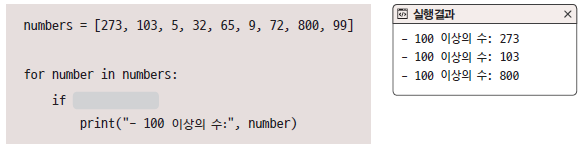 numbers = [273, 103, 5, 32, 65, 9, 72, 800, 99]
for number in numbers:
if
print("- 100 이상의 수:", number)
실행결과
- 100 이상의 수: 273
- 100 이상의 수: 103
- 100 이상의 수: 800